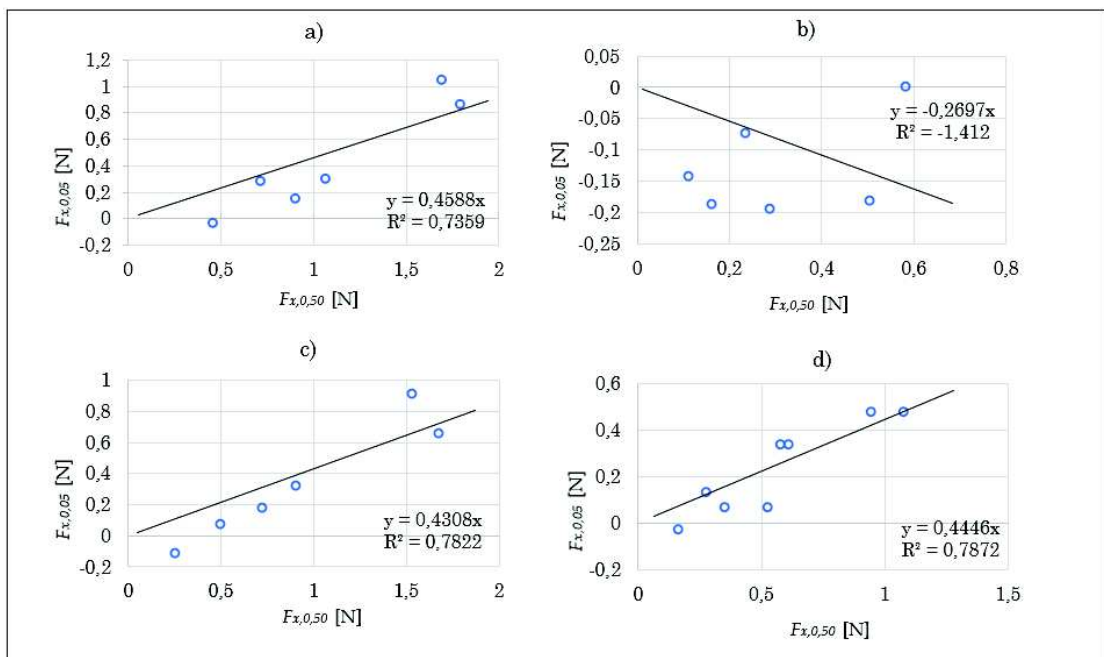 a)
1,2
1
0,8
0,6
0,4
0,2
0
-0,2
0
0,5
1
1,5
2
Fx,0,05 [N]
Fx,0,50 [N]
y = 0,4588x
R² = 0,7359
b)
0,05
0
-0,05
-0,1
-0,15
-0,2
-0,25
0
0,2
0,4
0,6
0,8
Fx,0,05 [N]
Fx,0,50 [N]
y = -0,2697x
R² = -1,412
c)
1
0,8
0,6
0,4
0,2
0
-0,2
0
0,5
1
1,5
2
Fx,0,05 [N]
Fx,0,50 [N]
y = 0,4308x
R² = 0,7822
d)
0,6
0,4
0,2
0
-0,2
0
0,5
1
1,5
Fx,0,05 [N]
Fx,0,50 [N]
y = 0,4446x
R² = 0,7872